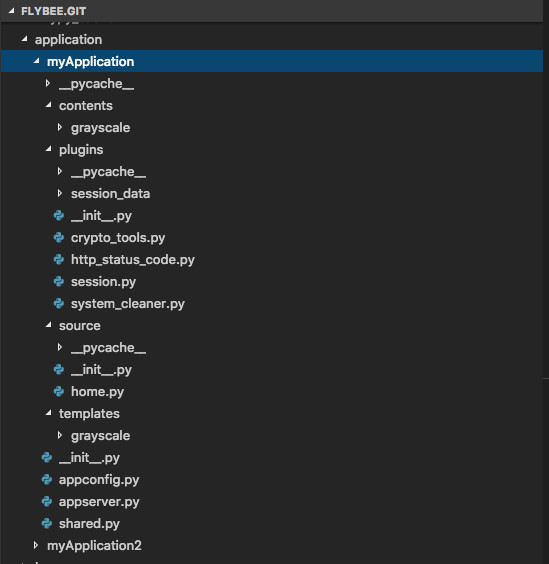 FLYBEE.GIT
application
myApplication
__pycache__
contents
grayscale
plugins
__pycache__
session_data
__init__.py
crypto_tools.py
http_status_code.py
session.py
system_cleaner.py
source
__pycache__
__init__.py
home.py
templates
grayscale
__init__.py
appconfig.py
appserver.py
shared.py
myApplication2